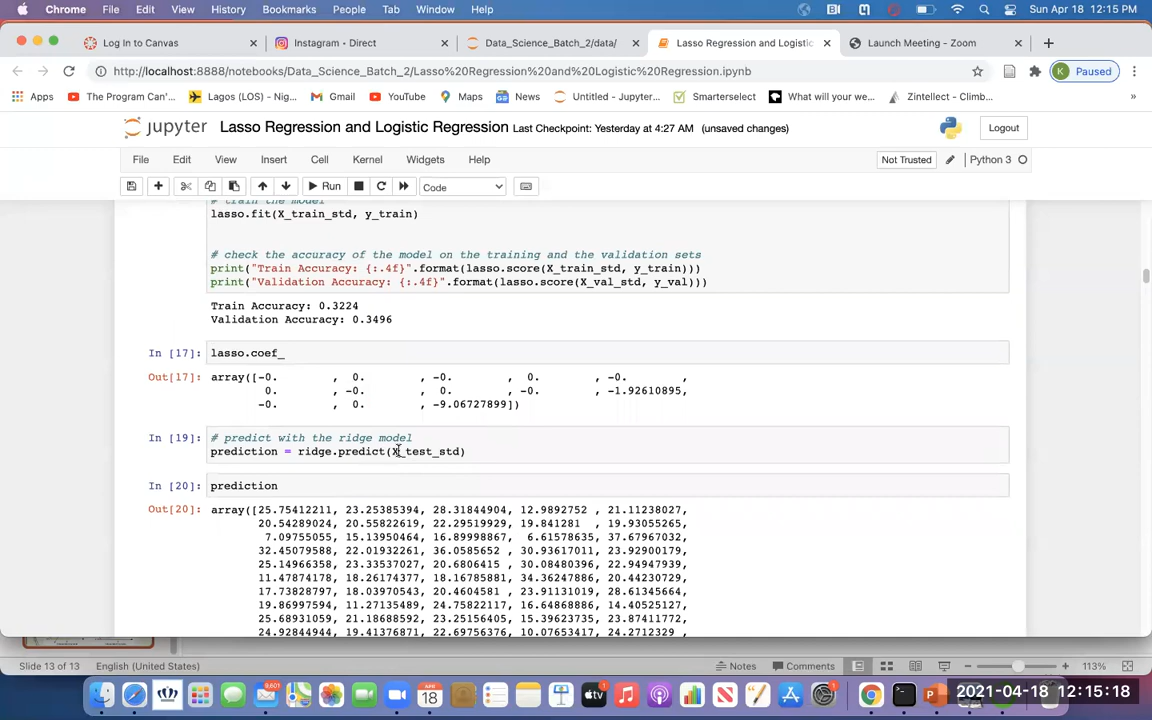 Chrome File Edit View History Bookmarks People Tab Window Help Sun Apr 18 12:15 PM
Log In to Canvas Instagram • Direct Data_Science_Batch_2/data/ Lasso Regression and Logistic Launch Meeting - Zoom
http://localhost:8888/notebooks/Data_Science_Batch_2/Lasso%20Regression%20and%20Logistic%20Regression.ipynb K Paused
Apps The Program Can'... Lagos (LOS) – Nig... Gmail YouTube Maps News Untitled - Jupyter... Smarterselect What will your we... Zintellect - Climb... »
jupyter Lasso Regression and Logistic Regression Last Checkpoint: Yesterday at 4:27 AM (unsaved changes) Logout
File Edit View Insert Cell Kernel Widgets Help Not Trusted Python 3
Run Code
# train the model
lasso.fit(X_train_std, y_train)
# check the accuracy of the model on the training and the validation sets
print("Train Accuracy: {:.4f}".format(lasso.score(X_train_std, y_train)))
print("Validation Accuracy: {:.4f}".format(lasso.score(X_val_std, y_val)))
Train Accuracy: 0.3224
Validation Accuracy: 0.3496
In [17]: lasso.coef_
Out[17]: array([-0. , 0. , -0. , 0. , -0. ,
0. , -0. , 0. , -0. , -1.92610895,
-0. , 0. , -9.06727899])
In [19]: # predict with the ridge model
prediction = ridge.predict(X_test_std)
In [20]: prediction
Out[20]: array([25.75412211, 23.25385394, 28.31844904, 12.9892752 , 21.11238027,
20.54289024, 20.55822619, 22.29519929, 19.841281 , 19.93055265,
7.09755055, 15.13950464, 16.89998867, 6.61578635, 37.67967032,
32.45079588, 22.01932261, 36.0585652 , 30.93617011, 23.92900179,
25.14966358, 23.33537027, 20.6806415 , 30.08480396, 22.94947939,
11.47874178, 18.26174377, 18.16785881, 34.36247886, 20.44230729,
17.73828797, 18.03970543, 20.4604581 , 23.91131019, 28.61345664,
19.86997594, 11.27135489, 24.75822117, 16.64868886, 14.40525127,
25.68931059, 21.18688592, 23.25156396, 15.39623735, 23.87411772,
24.92844944, 19.41376871, 22.69756376, 10.07653417, 24.2712329 ,
Slide 13 of 13 English (United States) Notes Comments 113%
9,601 APR 18 1 2021-04-18 12:15:18